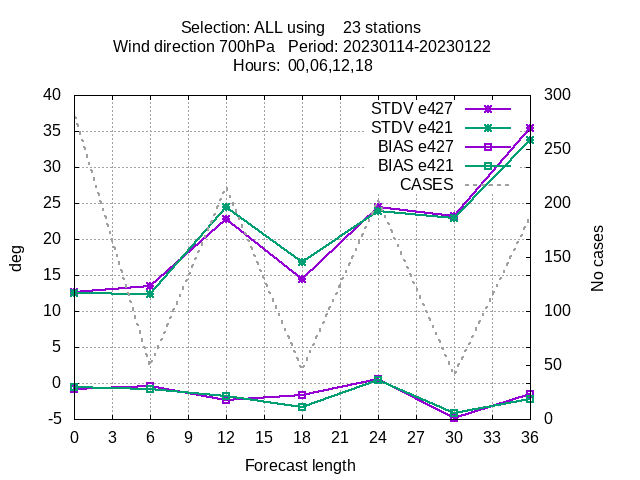 Selection: ALL using    23 stations
Wind direction 700hPa   Period: 20230114-20230122
Hours:  00,06,12,18
40
35
30
25
20
15
10
5
0
-5
300
250
200
150
100
50
0
STDV e427
STDV e421
BIAS e427
BIAS e421
CASES
deg
No cases
0 3 6 9 12 15 18 21 24 27 30 33 36
Forecast length